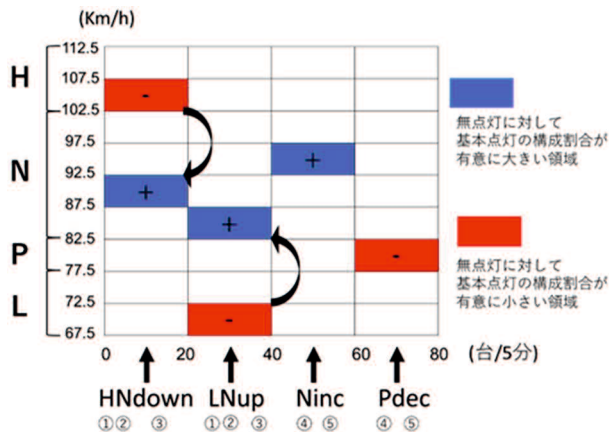 (Km/h)
112.5
H
107.5
-
102.5
97.5
+
N
92.5
+
87.5
+
82.5
P
-
77.5
72.5
L
-
67.5
0 20 40 60 80 (台/5分)
HNdown LNup Ninc Pdec
①② ③ ①② ③ ④ ⑤ ④ ⑤
無点灯に対して
基本点灯の構成割合が
有意に大きい領域
無点灯に対して
基本点灯の構成割合が
有意に小さい領域